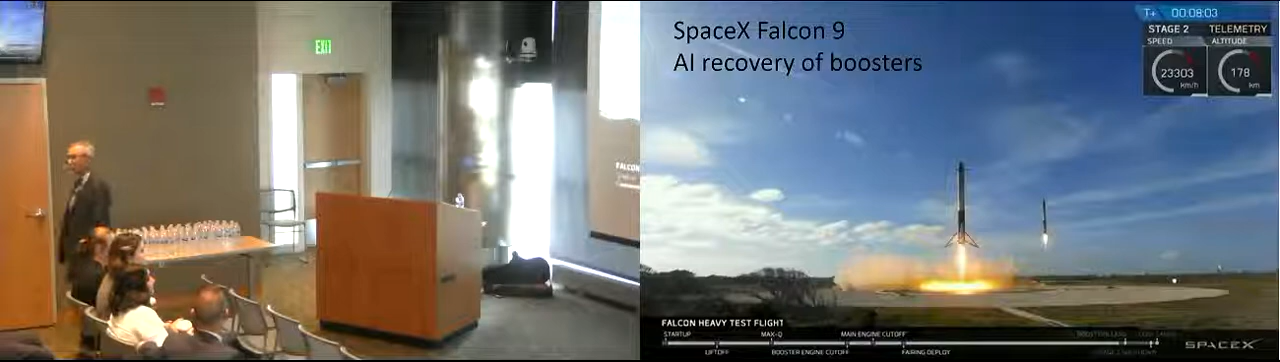 EXIT
FALCON
SpaceX Falcon 9
AI recovery of boosters
T+ 00:08:03
STAGE 2 TELEMETRY
SPEED ALTITUDE
23303 178
km/h km
FALCON HEAVY TEST FLIGHT
STARTUP MAX-Q MAIN ENGINE CUTOFF
LIFTOFF BOOSTER ENGINE CUTOFF FAIRING DEPLOY
SPACEX